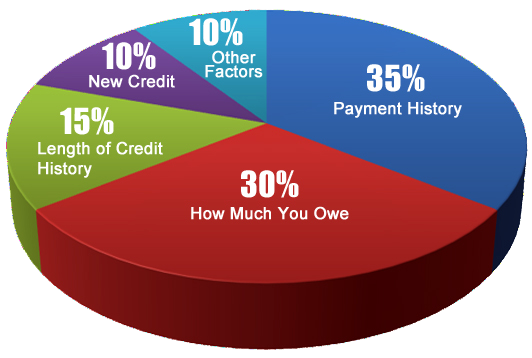 10%
Other
Factors
10%
New Credit
35%
Payment History
15%
Length of Credit
History
30%
How Much You Owe